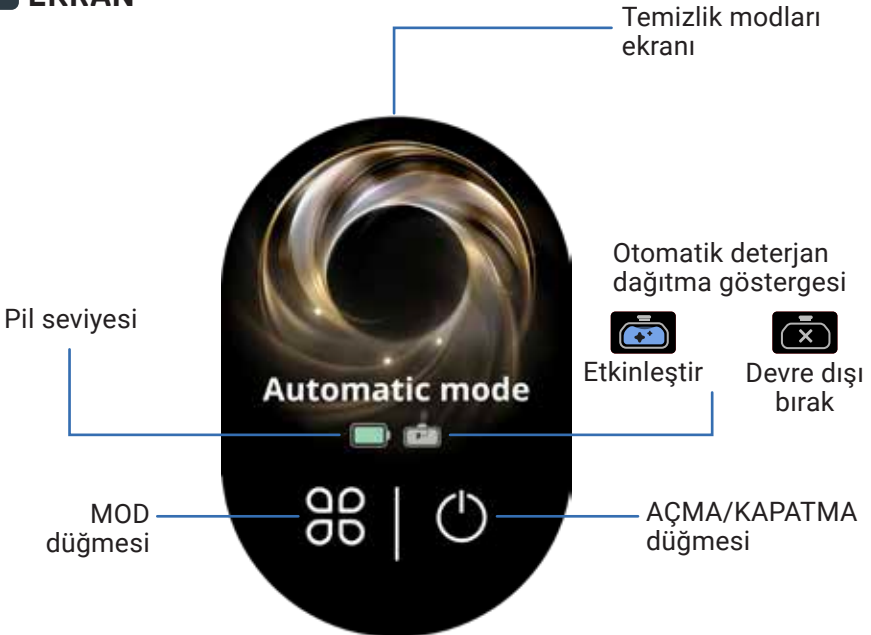 EKRAN
Temizlik modları
ekranı
Otomatik deterjan
dağıtma göstergesi
Pil seviyesi
Etkinleştir
Devre dışı
bırak
Automatic mode
MOD
düğmesi
AÇMA/KAPATMA
düğmesi